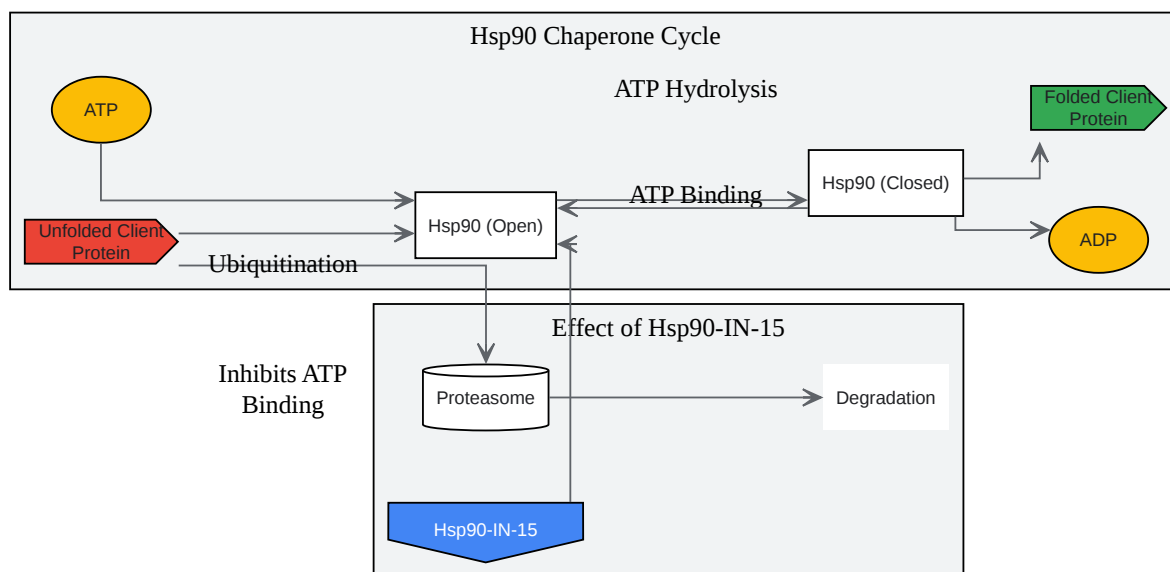 Hsp90 Chaperone Cycle
ATP Hydrolysis
ATP
Folded Client
Protein
Hsp90 (Closed)
ATP Binding
Hsp90 (Open)
Unfolded Client
Protein
ADP
Ubiquitination
Effect of Hsp90-IN-15
Inhibits ATP
Binding
Proteasome
Degradation
Hsp90-IN-15